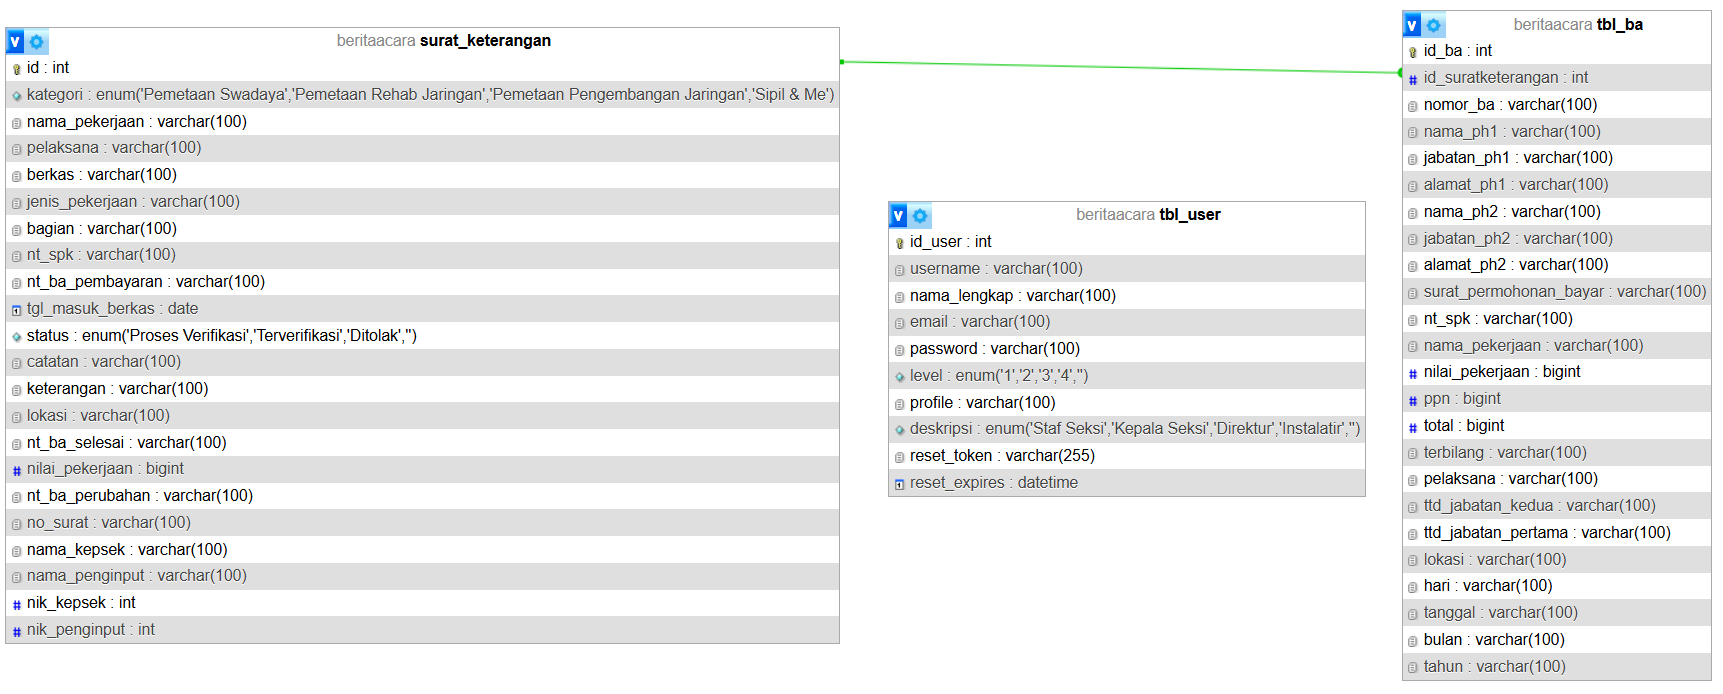 beritaacara surat_keterangan
id : int
kategori : enum('Pemetaan Swadaya','Pemetaan Rehab Jaringan','Pemetaan Pengembangan Jaringan','Sipil & Me')
nama_pekerjaan : varchar(100)
pelaksana : varchar(100)
berkas : varchar(100)
jenis_pekerjaan : varchar(100)
bagian : varchar(100)
nt_spk : varchar(100)
nt_ba_pembayaran : varchar(100)
tgl_masuk_berkas : date
status : enum('Proses Verifikasi','Terverifikasi','Ditolak','')
catatan : varchar(100)
keterangan : varchar(100)
lokasi : varchar(100)
nt_ba_selesai : varchar(100)
nilai_pekerjaan : bigint
nt_ba_perubahan : varchar(100)
no_surat : varchar(100)
nama_kepsek : varchar(100)
nama_penginput : varchar(100)
nik_kepsek : int
nik_penginput : int
beritaacara tbl_user
id_user : int
username : varchar(100)
nama_lengkap : varchar(100)
email : varchar(100)
password : varchar(100)
level : enum('1','2','3','4','')
profile : varchar(100)
deskripsi : enum('Staf Seksi','Kepala Seksi','Direktur','Instalatir','')
reset_token : varchar(255)
reset_expires : datetime
beritaacara tbl_ba
id_ba : int
id_suratketerangan : int
nomor_ba : varchar(100)
nama_ph1 : varchar(100)
jabatan_ph1 : varchar(100)
alamat_ph1 : varchar(100)
nama_ph2 : varchar(100)
jabatan_ph2 : varchar(100)
alamat_ph2 : varchar(100)
surat_permohonan_bayar : varchar(100)
nt_spk : varchar(100)
nama_pekerjaan : varchar(100)
nilai_pekerjaan : bigint
ppn : bigint
total : bigint
terbilang : varchar(100)
pelaksana : varchar(100)
ttd_jabatan_kedua : varchar(100)
ttd_jabatan_pertama : varchar(100)
lokasi : varchar(100)
hari : varchar(100)
tanggal : varchar(100)
bulan : varchar(100)
tahun : varchar(100)